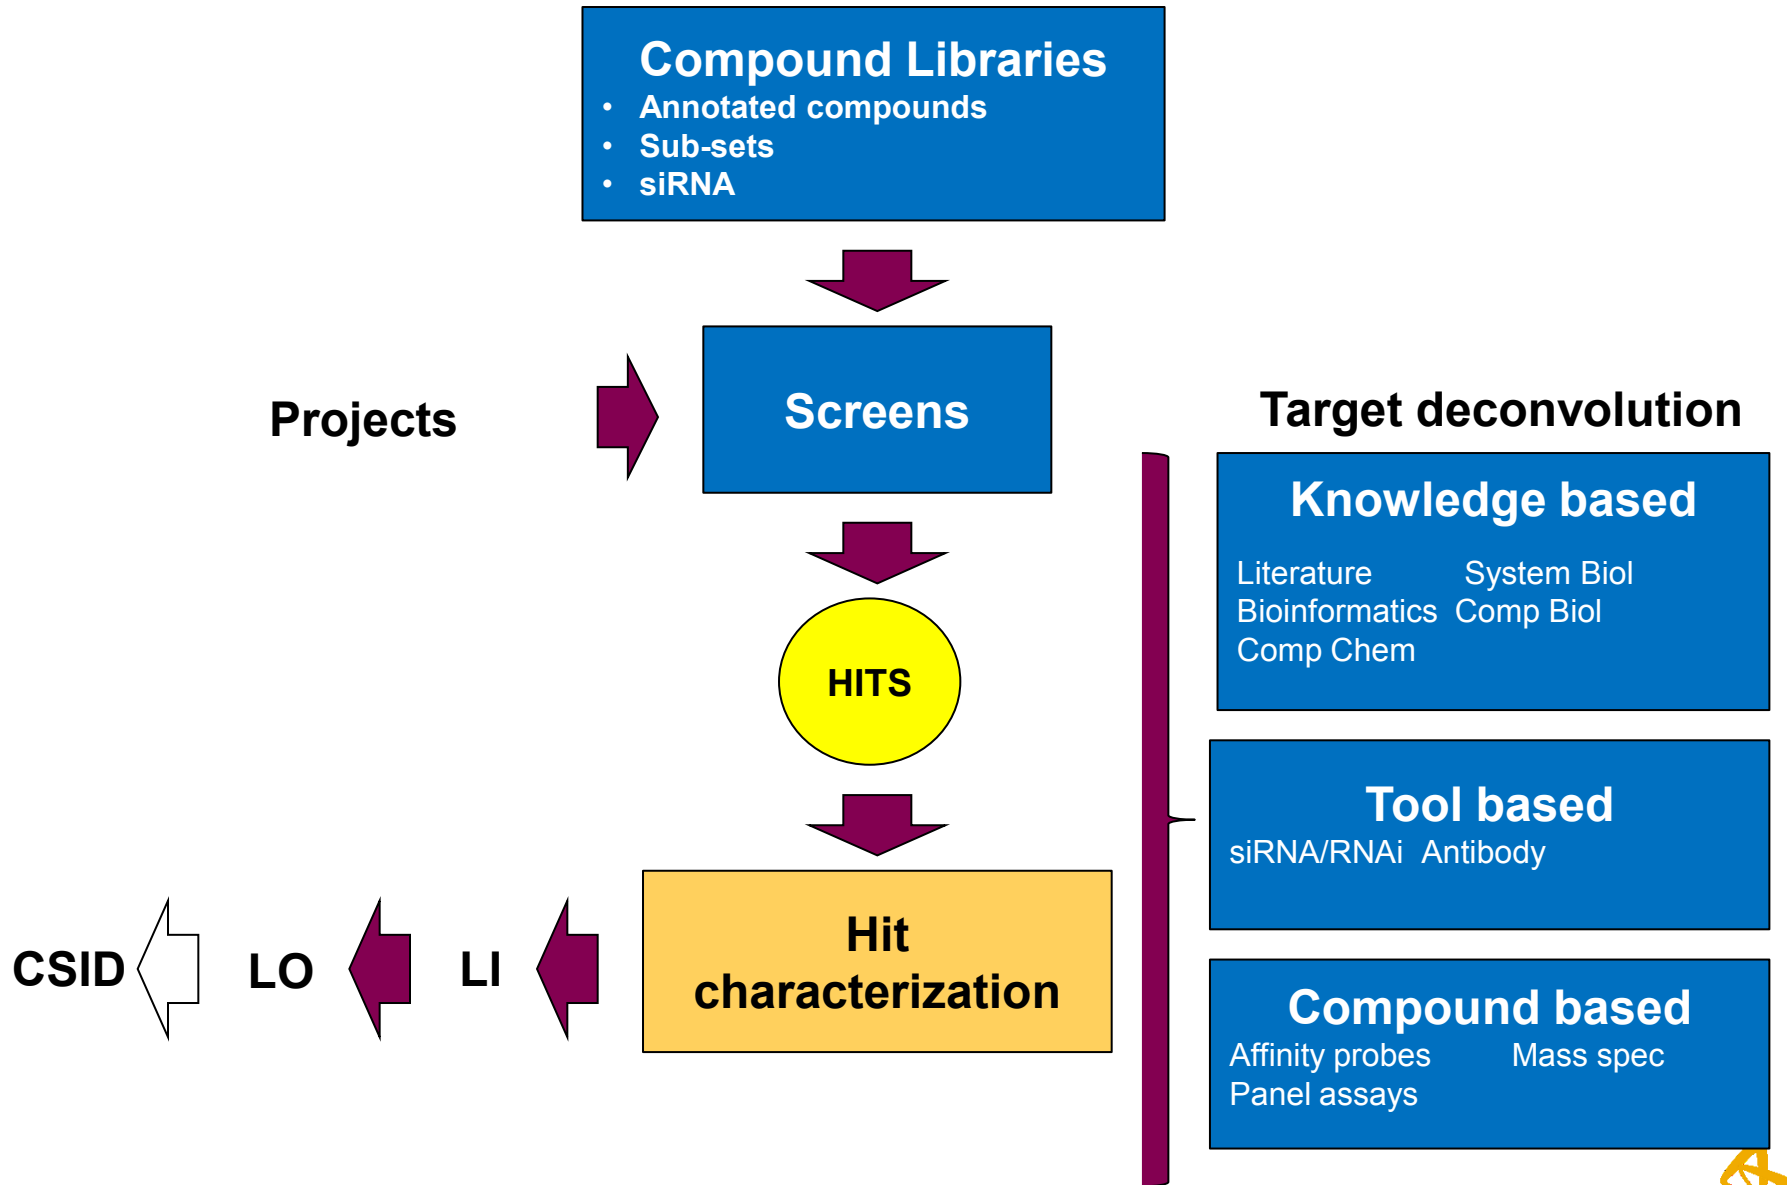 Compound Libraries
• Annotated compounds
• Sub-sets
• siRNA
Projects
Screens
HITS
Hit
characterization
LI
LO
CSID
Target deconvolution
Knowledge based
Literature System Biol
Bioinformatics Comp Biol
Comp Chem
Tool based
siRNA/RNAi Antibody
Compound based
Affinity probes Mass spec
Panel assays